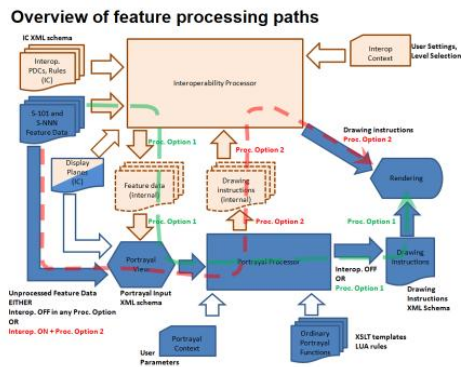 Overview of feature processing paths
IC XML schema
Interop.
PDCs, Rules
(IC)
Interoperability Processor
Interop
Context
User Settings,
Level Selection
S-101 and
S-NNN
Feature Data
Proc. Option 1
Proc. Option 2
Drawing instructions
Proc. Option 2
Display
Planes
(IC)
Feature data
(Internal)
Drawing
instructions
(Internal)
Rendering
Proc. Option 1
Proc. Option 2
Proc. Option 1
Portrayal
View
Portrayal Processor
Drawing
Instructions
Unprocessed Feature Data
EITHER
Interop. OFF in any Proc. Option
OR
Interop. ON + Proc. Option 2
Portrayal Input
XML schema
Interop. OFF
OR
Proc. Option 1
Drawing
Instructions
XML Schema
Portrayal
Context
User
Parameters
Ordinary
Portrayal
Functions
XSLT templates
LUA rules